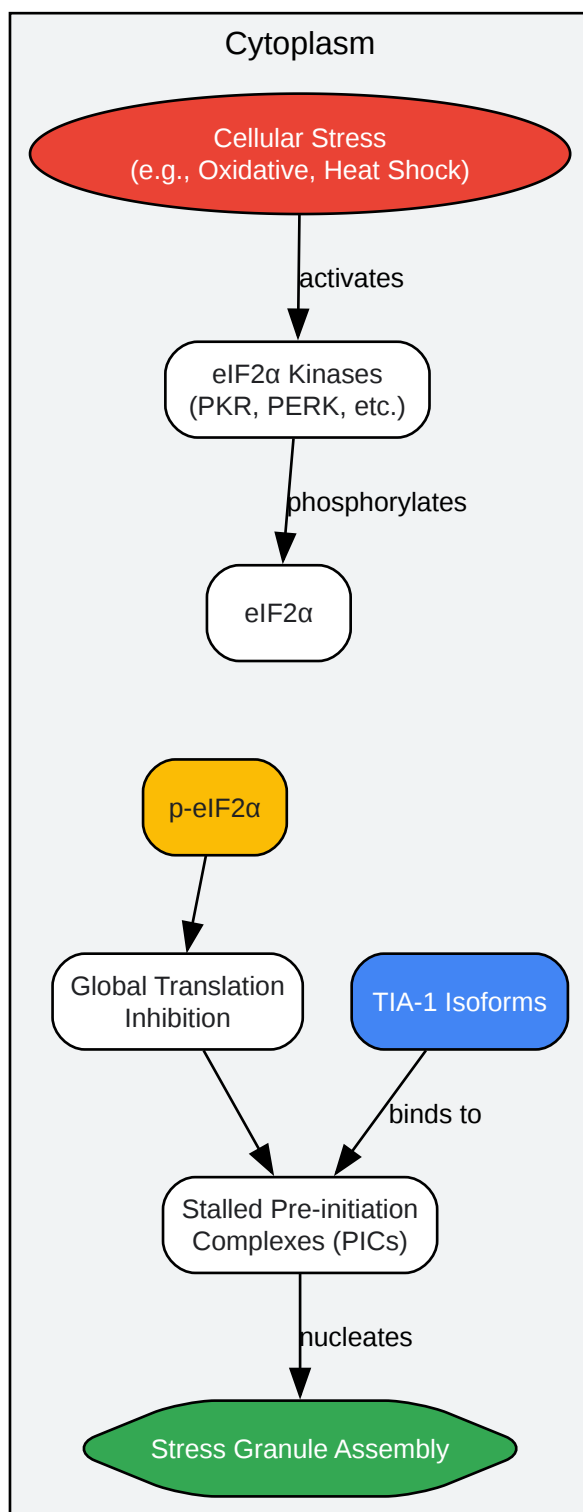 Cytoplasm
Cellular Stress
(e.g., Oxidative, Heat Shock)
activates
eIF2α Kinases
(PKR, PERK, etc.)
phosphorylates
eIF2α
p-eIF2α
Global Translation
Inhibition
TIA-1 Isoforms
binds to
Stalled Pre-initiation
Complexes (PICs)
nucleates
Stress Granule Assembly